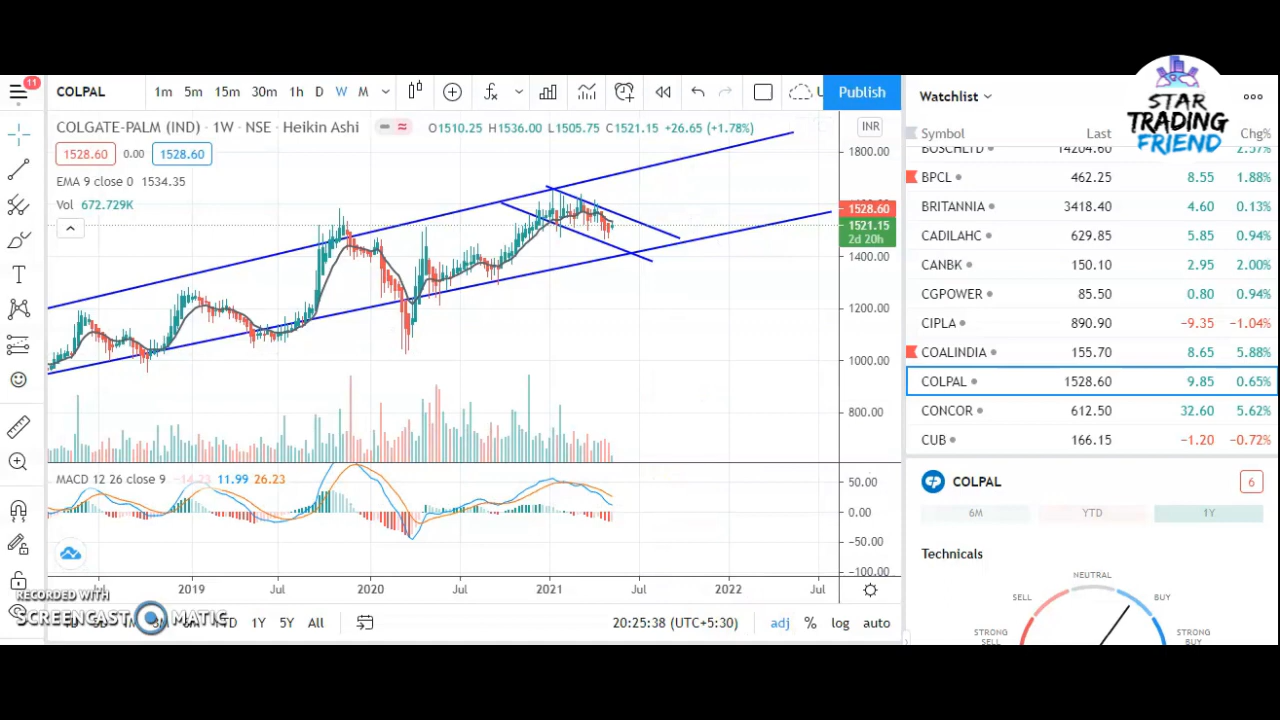 11
COLPAL
1m 5m 15m 30m 1h D W M
Publish
COLGATE-PALM (IND) · 1W · NSE · Heikin Ashi
O1510.25 H1536.00 L1505.75 C1521.15 +26.65 (+1.78%)
INR
1528.60 0.00 1528.60
EMA 9 close 0 1534.35
Vol 672.729K
1800.00
1528.60
1521.15
2d 20h
1400.00
1200.00
1000.00
800.00
MACD 12 26 close 9 −14.23 11.99 26.23
50.00
0.00
−50.00
−100.00
2019 Jul 2020 Jul 2021 Jul 2022 Jul
RECORDED WITH
SCREENCAST MATIC
1Y 5Y All
20:25:38 (UTC+5:30)
adj % log auto
Watchlist
STAR
TRADING
FRIEND
Symbol Last Chg%
BOSCHLTD 14204.60 2.57%
BPCL 462.25 8.55 1.88%
BRITANNIA 3418.40 4.60 0.13%
CADILAHC 629.85 5.85 0.94%
CANBK 150.10 2.95 2.00%
CGPOWER 85.50 0.80 0.94%
CIPLA 890.90 −9.35 −1.04%
COALINDIA 155.70 8.65 5.88%
COLPAL 1528.60 9.85 0.65%
CONCOR 612.50 32.60 5.62%
CUB 166.15 −1.20 −0.72%
COLPAL
6
6M YTD 1Y
Technicals
NEUTRAL
SELL BUY
STRONG
SELL
STRONG
BUY